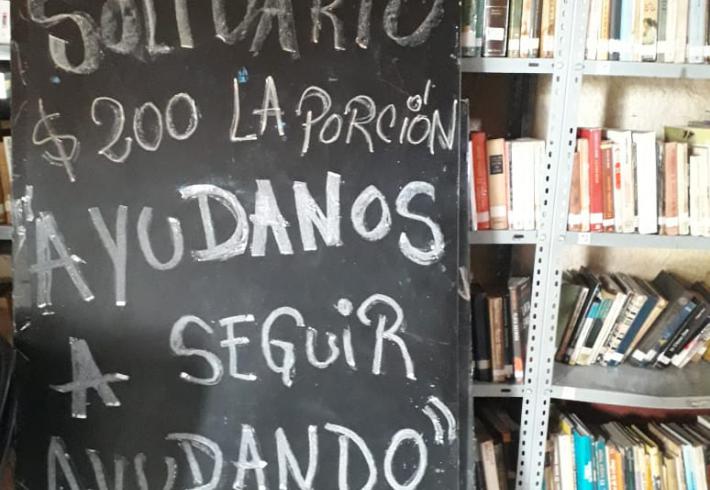 SOLIDARIO
$200 LA PORCIÓN
"AYUDANOS
A SEGUIR
AYUDANDO"